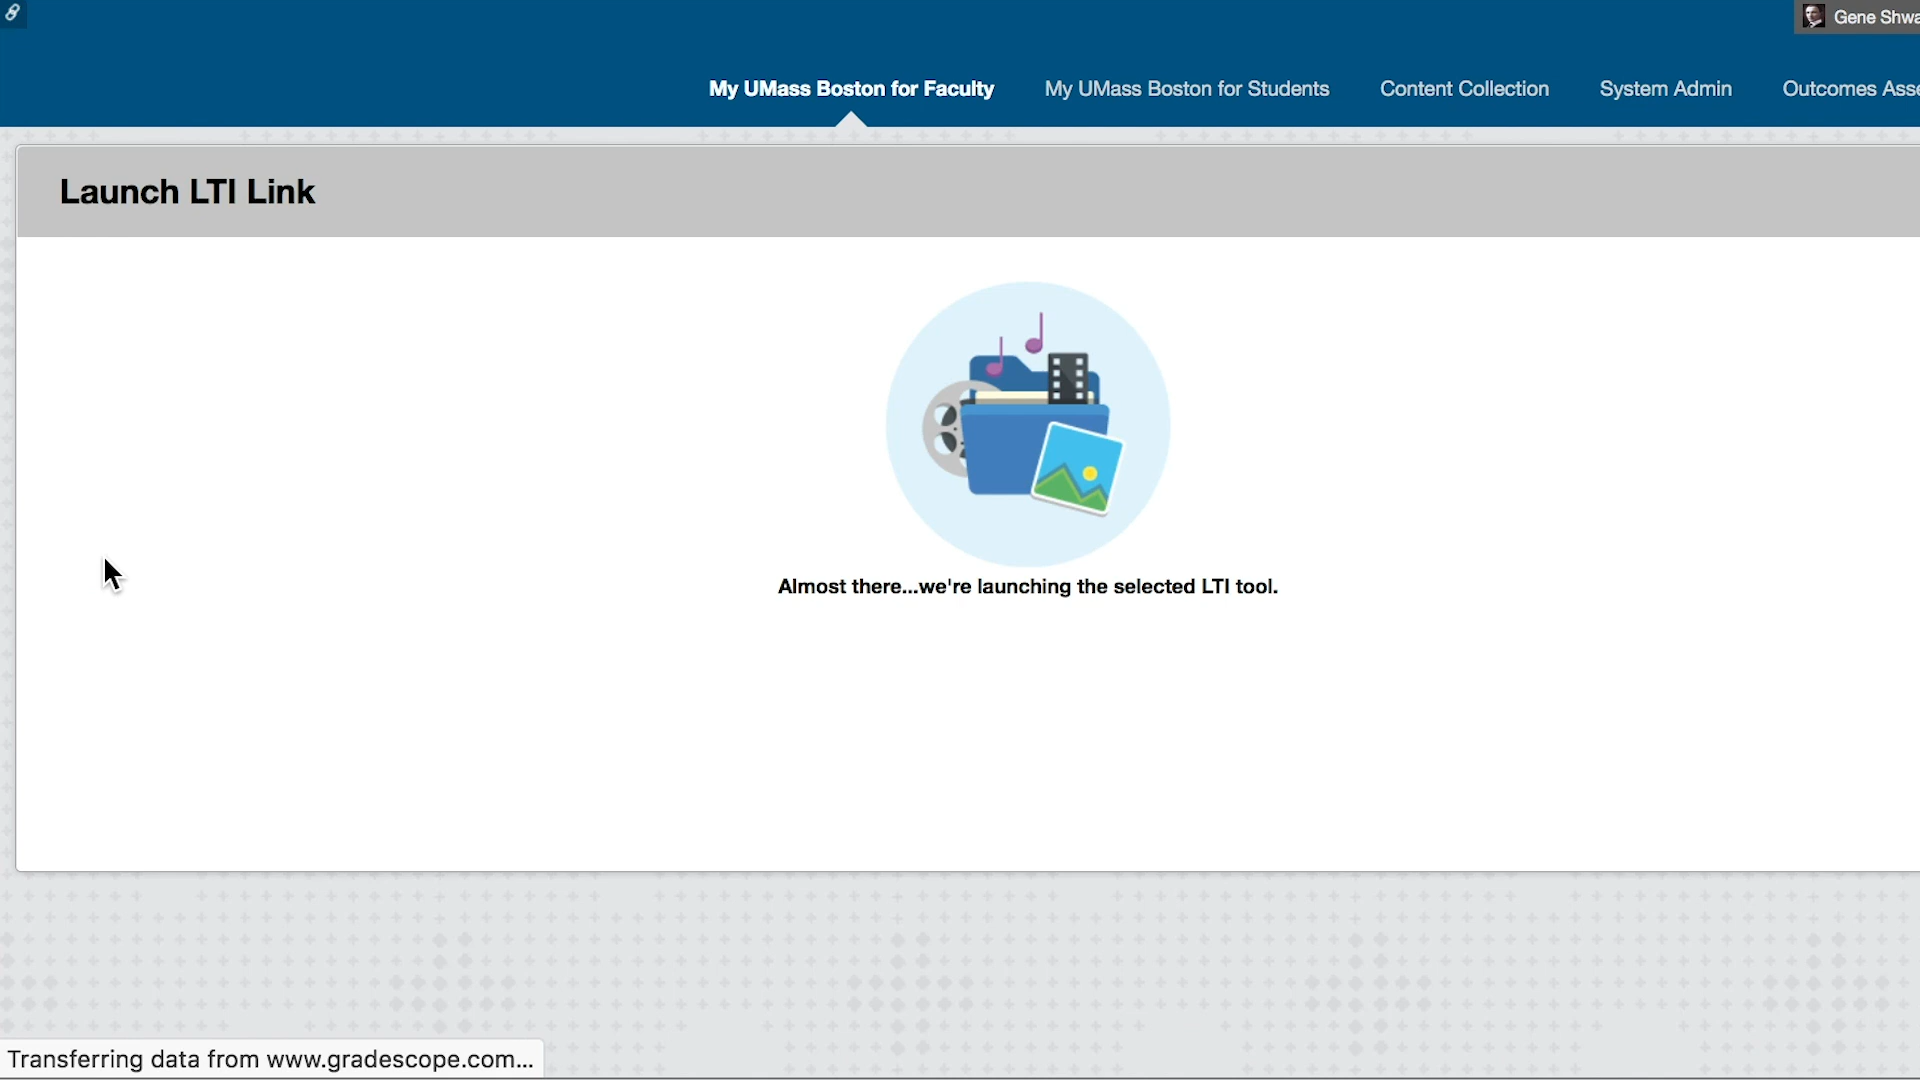 Gene Shwa
My UMass Boston for Faculty
My UMass Boston for Students
Content Collection
System Admin
Outcomes Asse
Launch LTI Link
Almost there...we're launching the selected LTI tool.
Transferring data from www.gradescope.com...